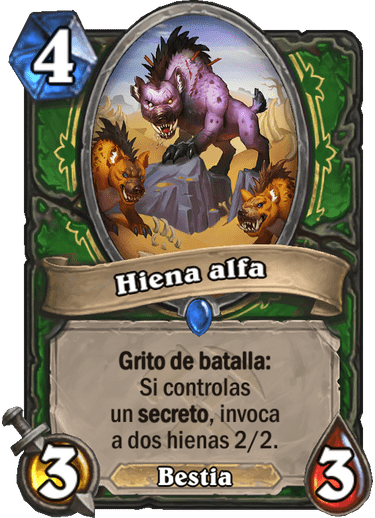 4
Hiena alfa
Grito de batalla:
Si controlas
un secreto, invoca
a dos hienas 2/2.
3
Bestia
3